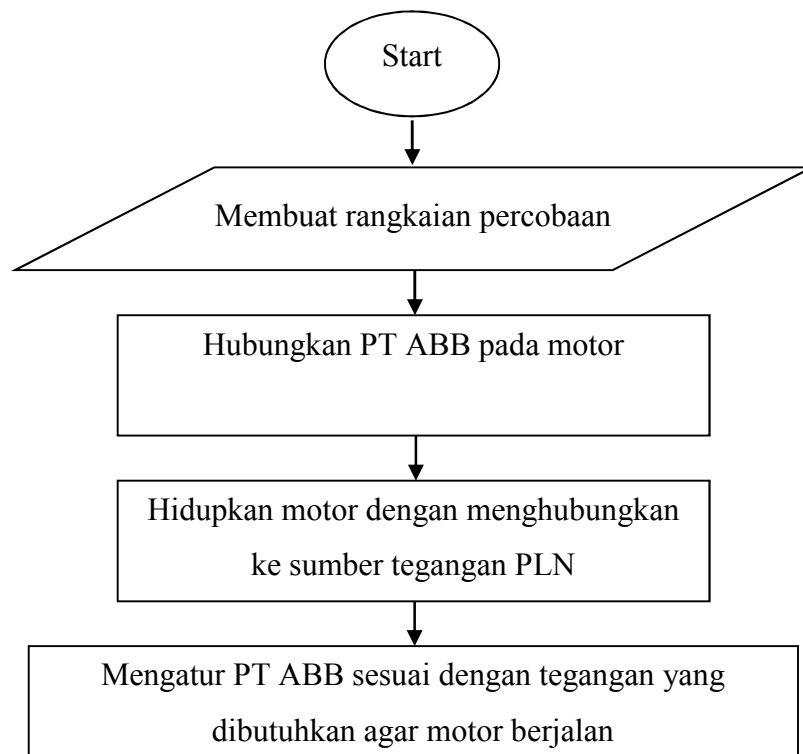 Start
Membuat rangkaian percobaan
Hubungkan PT ABB pada motor
Hidupkan motor dengan menghubungkan
ke sumber tegangan PLN
Mengatur PT ABB sesuai dengan tegangan yang
dibutuhkan agar motor berjalan